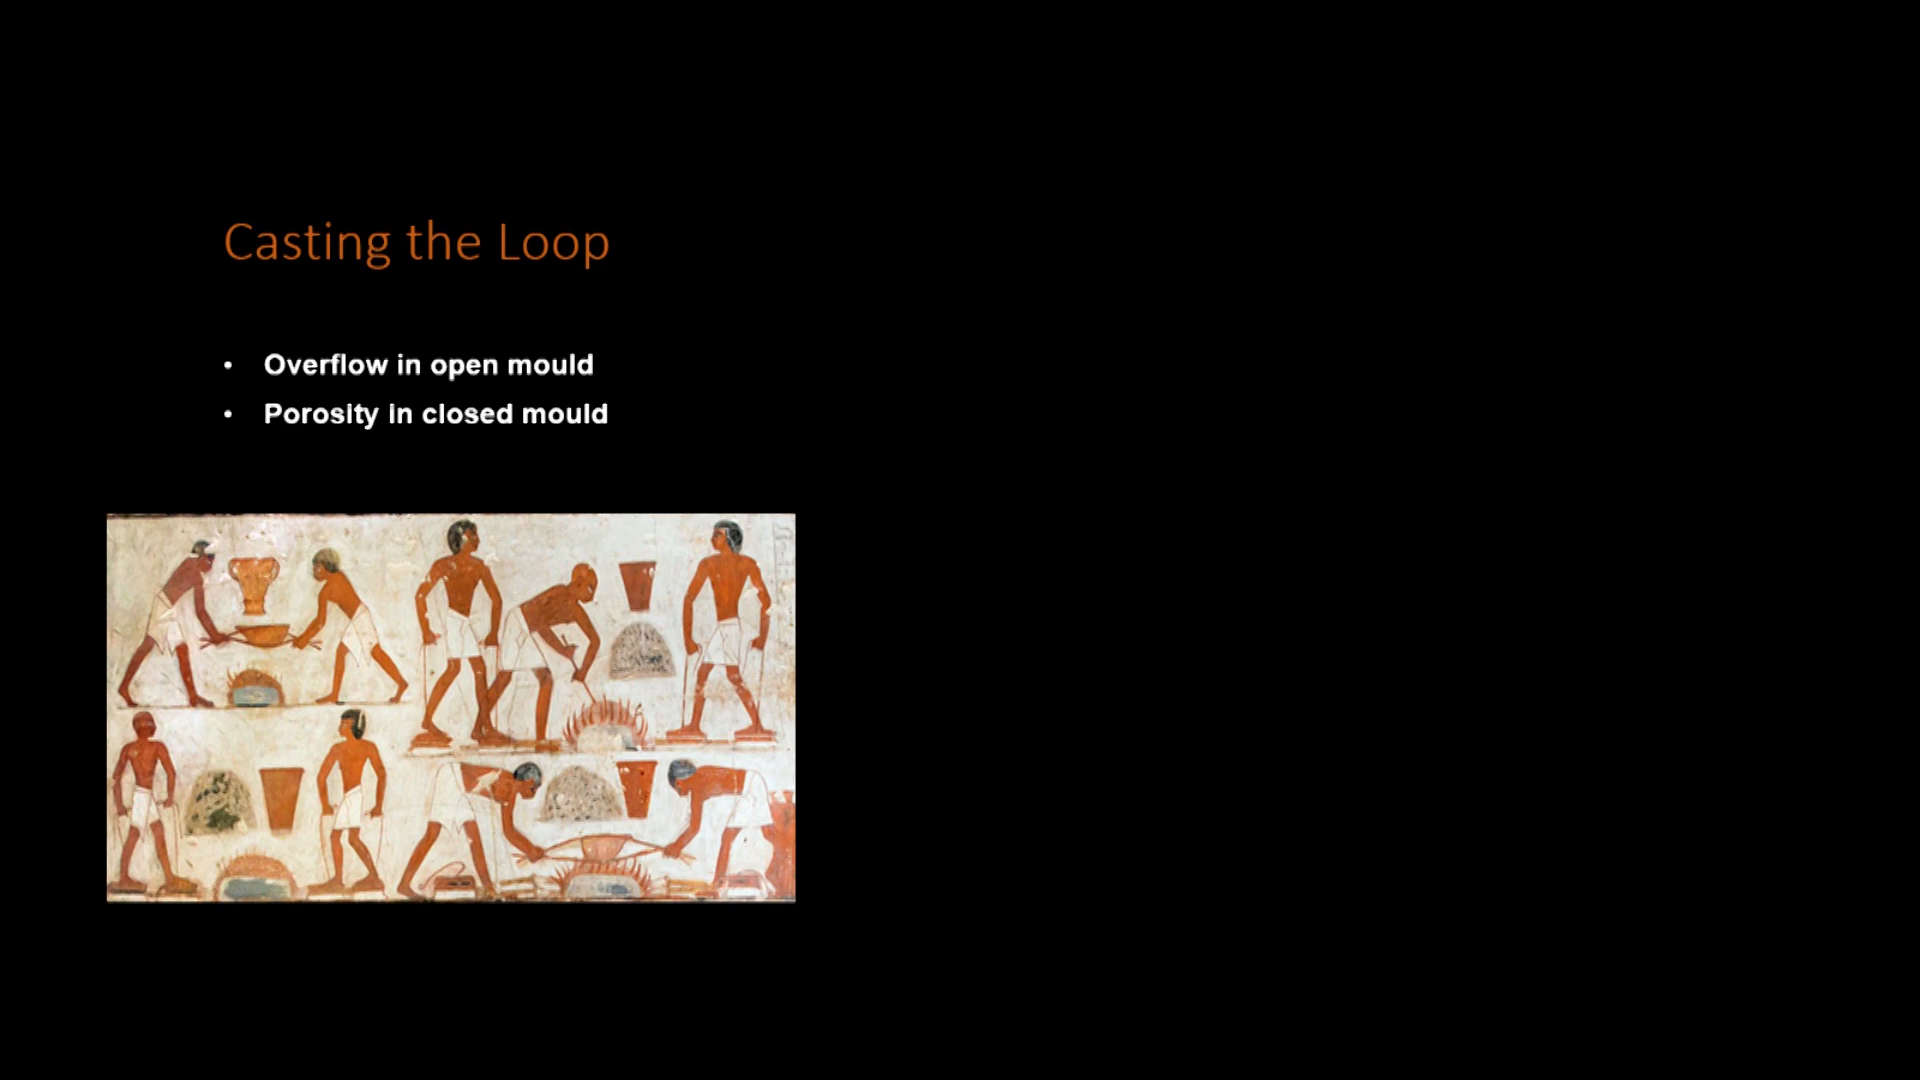 Casting the Loop
• Overflow in open mould
• Porosity in closed mould